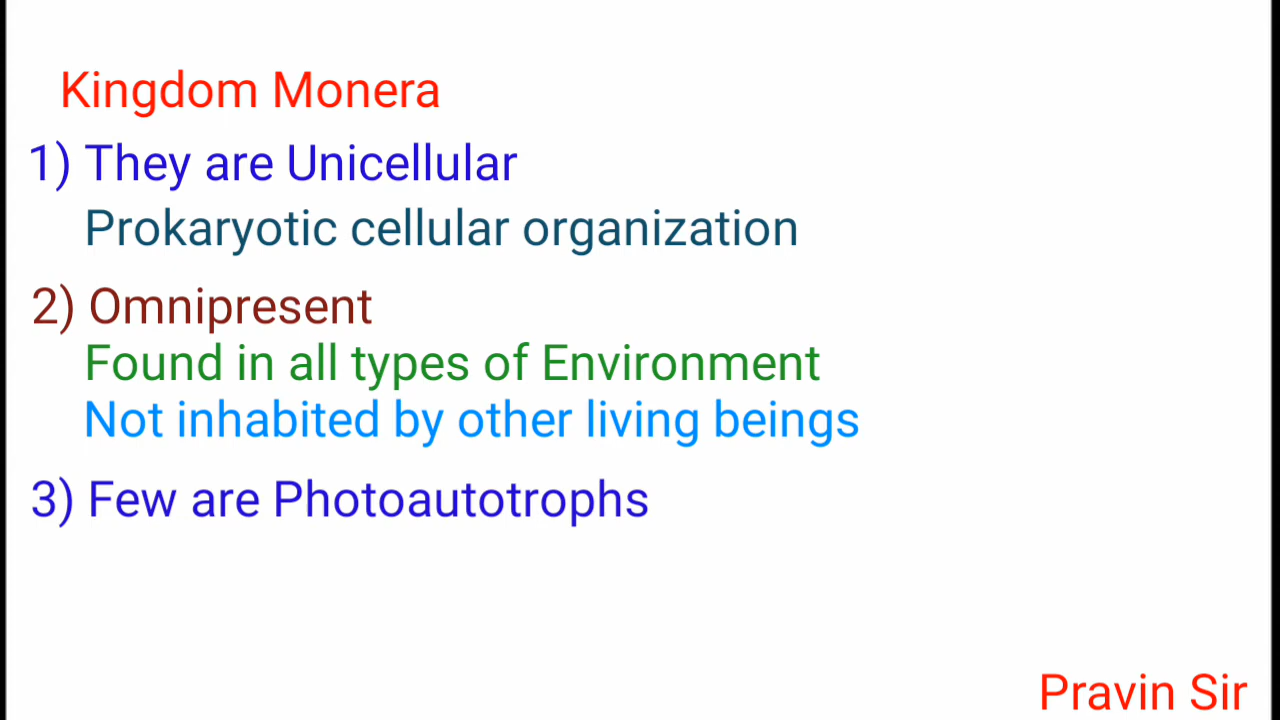 Kingdom Monera
1) They are Unicellular
Prokaryotic cellular organization
2) Omnipresent
Found in all types of Environment
Not inhabited by other living beings
3) Few are Photoautotrophs
Pravin Sir